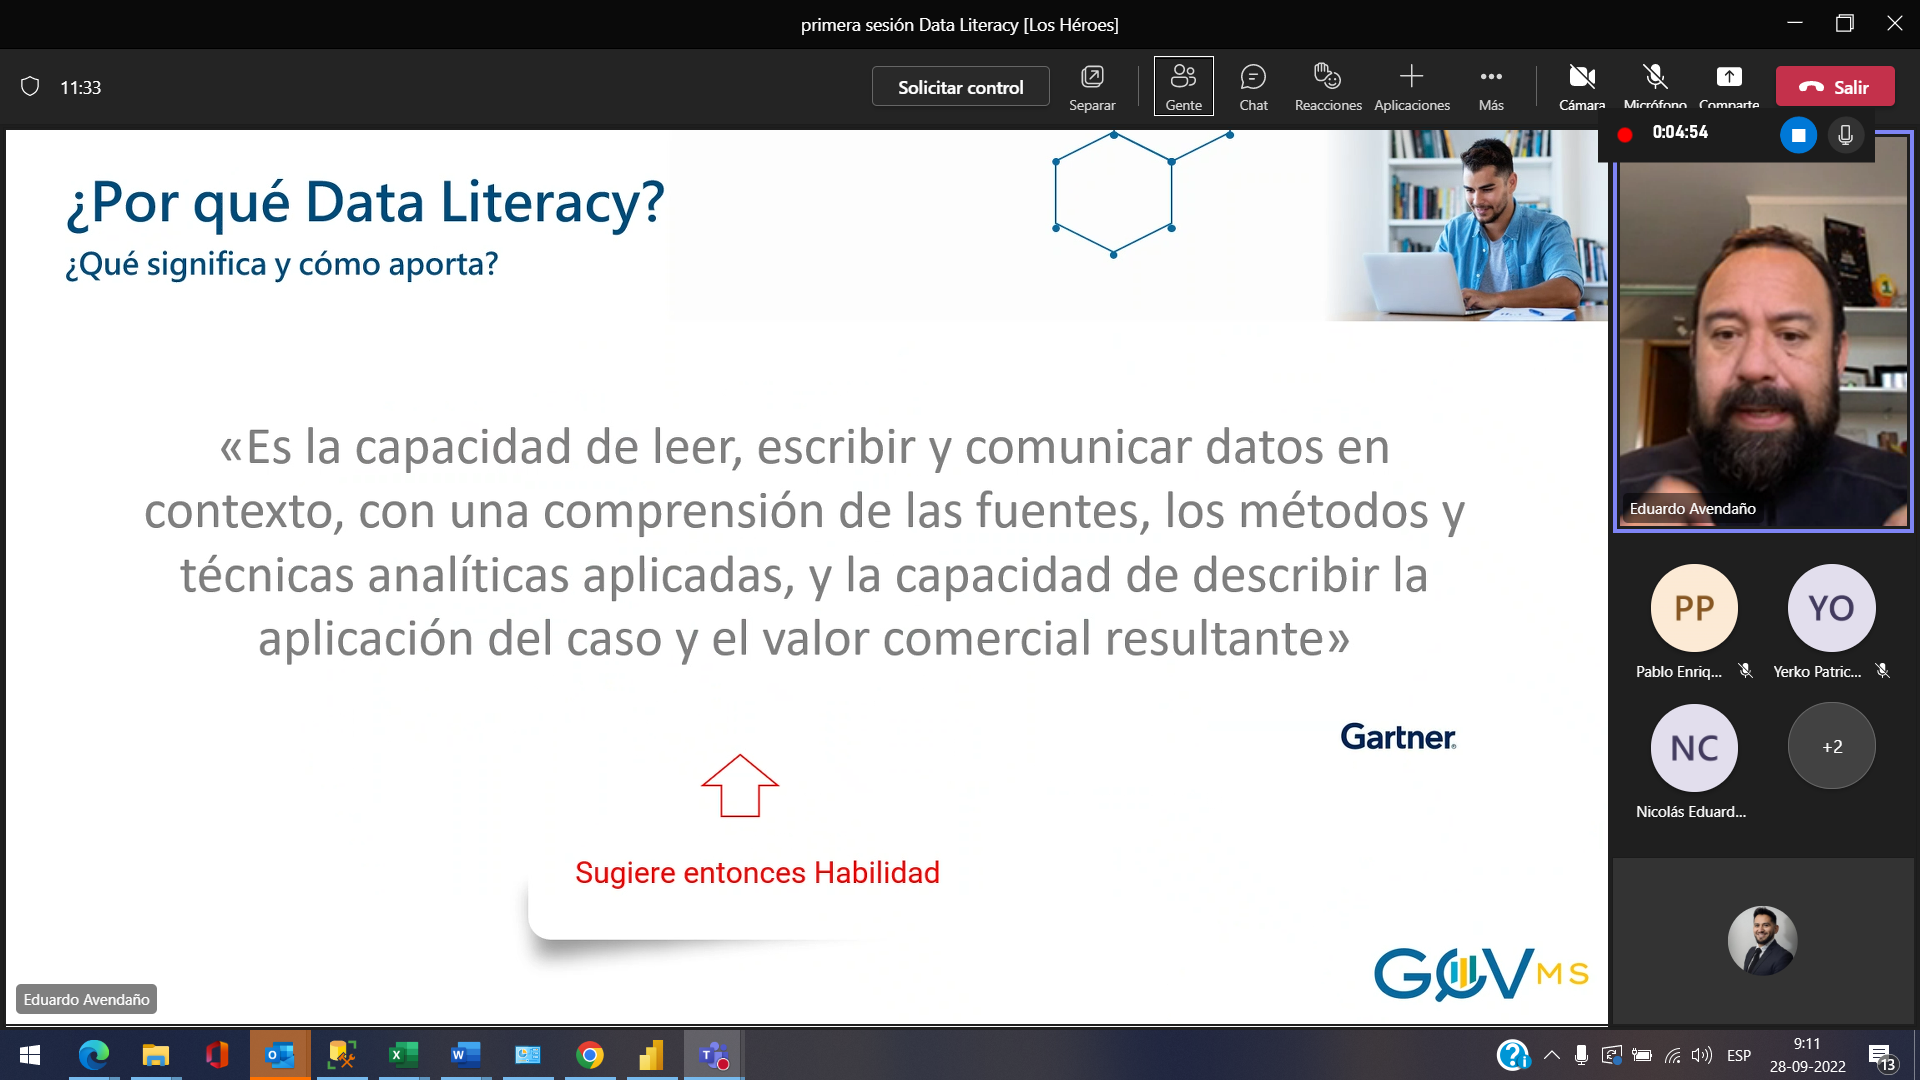 primera sesión Data Literacy [Los Héroes]
11:33
Solicitar control
Separar
Gente
Chat
Reacciones
Aplicaciones
Más
Cámara
Micrófono
Comparte
Salir
0:04:54
¿Por qué Data Literacy?
¿Qué significa y cómo aporta?
«Es la capacidad de leer, escribir y comunicar datos en
contexto, con una comprensión de las fuentes, los métodos y
técnicas analíticas aplicadas, y la capacidad de describir la
aplicación del caso y el valor comercial resultante»
Gartner
Sugiere entonces Habilidad
GOV MS
Eduardo Avendaño
Eduardo Avendaño
PP
YO
Pablo Enriq...
Yerko Patric...
NC
+2
Nicolás Eduard...
ESP
9:11
28-09-2022
13